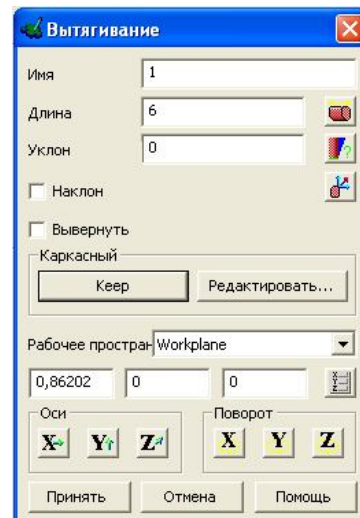 Вытягивание
Имя 1
Длина 6
Уклон 0
Наклон
Вывернуть
Каркасный
Keep Редактировать...
Рабочее простран Workplane
0,86202 0 0
Оси Поворот
X Y Z X Y Z
Принять Отмена Помощь